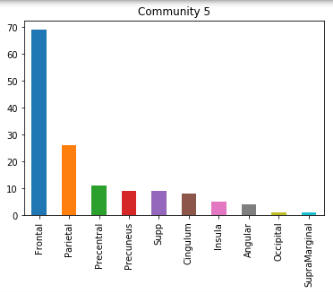 Community 5
70
60
50
40
30
20
10
0
Frontal
Parietal
Precentral
Precuneus
Supp
Cingulum
Insula
Angular
Occipital
SupraMarginal